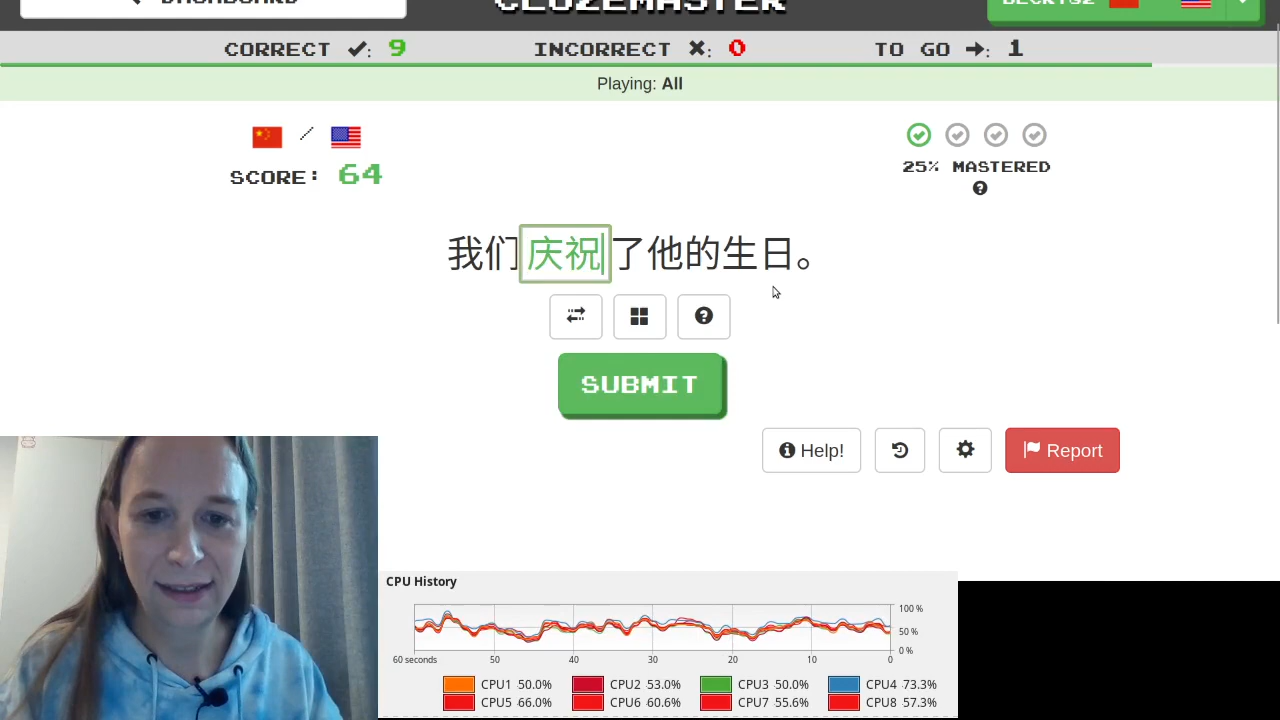 DASHBOARD
CLOZEMASTER
CORRECT ✔: 9
INCORRECT ✖: 0
TO GO ➔: 1
Playing: All
SCORE: 64
25% MASTERED
我们庆祝了他的生日。
SUBMIT
Help!
Report
CPU History
100 %
50 %
0 %
60 seconds 50 40 30 20 10 0
CPU1 50.0% CPU2 53.0% CPU3 50.0% CPU4 73.3%
CPU5 66.0% CPU6 60.6% CPU7 55.6% CPU8 57.3%